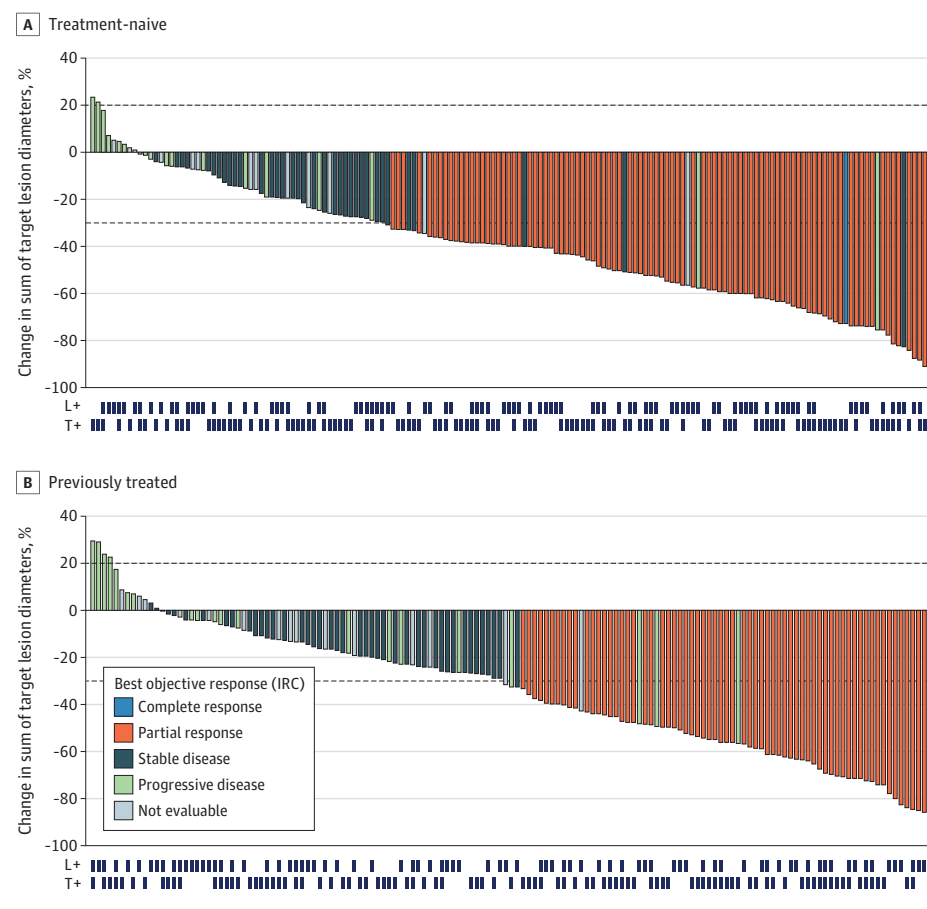 A Treatment-naive
Change in sum of target lesion diameters, %
40
20
0
-20
-40
-60
-80
-100
L+
T+
B Previously treated
Change in sum of target lesion diameters, %
40
20
0
-20
-40
-60
-80
-100
Best objective response (IRC)
Complete response
Partial response
Stable disease
Progressive disease
Not evaluable
L+
T+